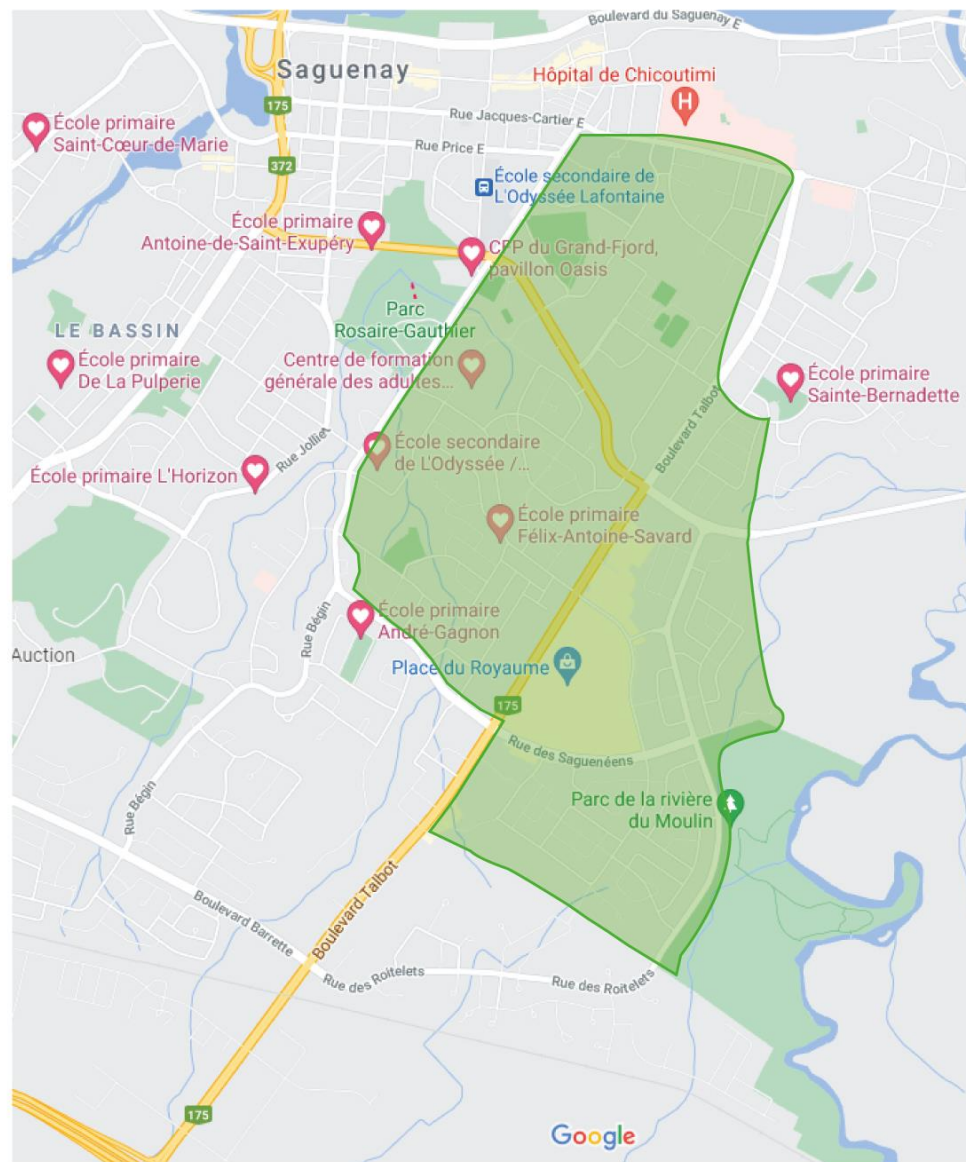 Boulevard du Saguenay E
Saguenay
Hôpital de Chicoutimi
H
175
Rue Jacques-Cartier E
École primaire
Saint-Cœur-de-Marie
Rue Price E
372
École secondaire de
L'Odyssée Lafontaine
École primaire
Antoine-de-Saint-Exupéry
CFP du Grand-Fjord,
pavillon Oasis
Parc
Rosaire-Gauthier
LE BASSIN
École primaire
De La Pulperie
Centre de formation
générale des adultes...
École primaire
Sainte-Bernadette
Boulevard Talbot
Rue Jolliet
École secondaire
de L'Odyssée /...
École primaire L'Horizon
École primaire
Félix-Antoine-Savard
École primaire
André-Gagnon
Rue Bégin
Auction
Place du Royaume
175
Rue des Saguenéens
Parc de la rivière
du Moulin
Rue Bégin
Boulevard Talbot
Boulevard Barrette
Rue des Roitelets
Rue des Roitelets
175
Google